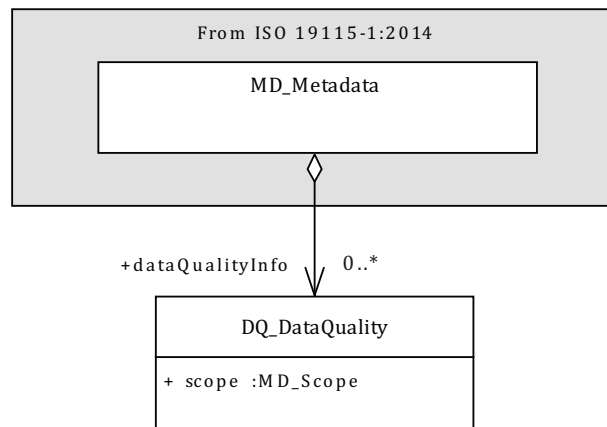 From ISO 19115-1:2014
MD_Metadata
+dataQualityInfo 0..*
DQ_DataQuality
+ scope :MD_Scope